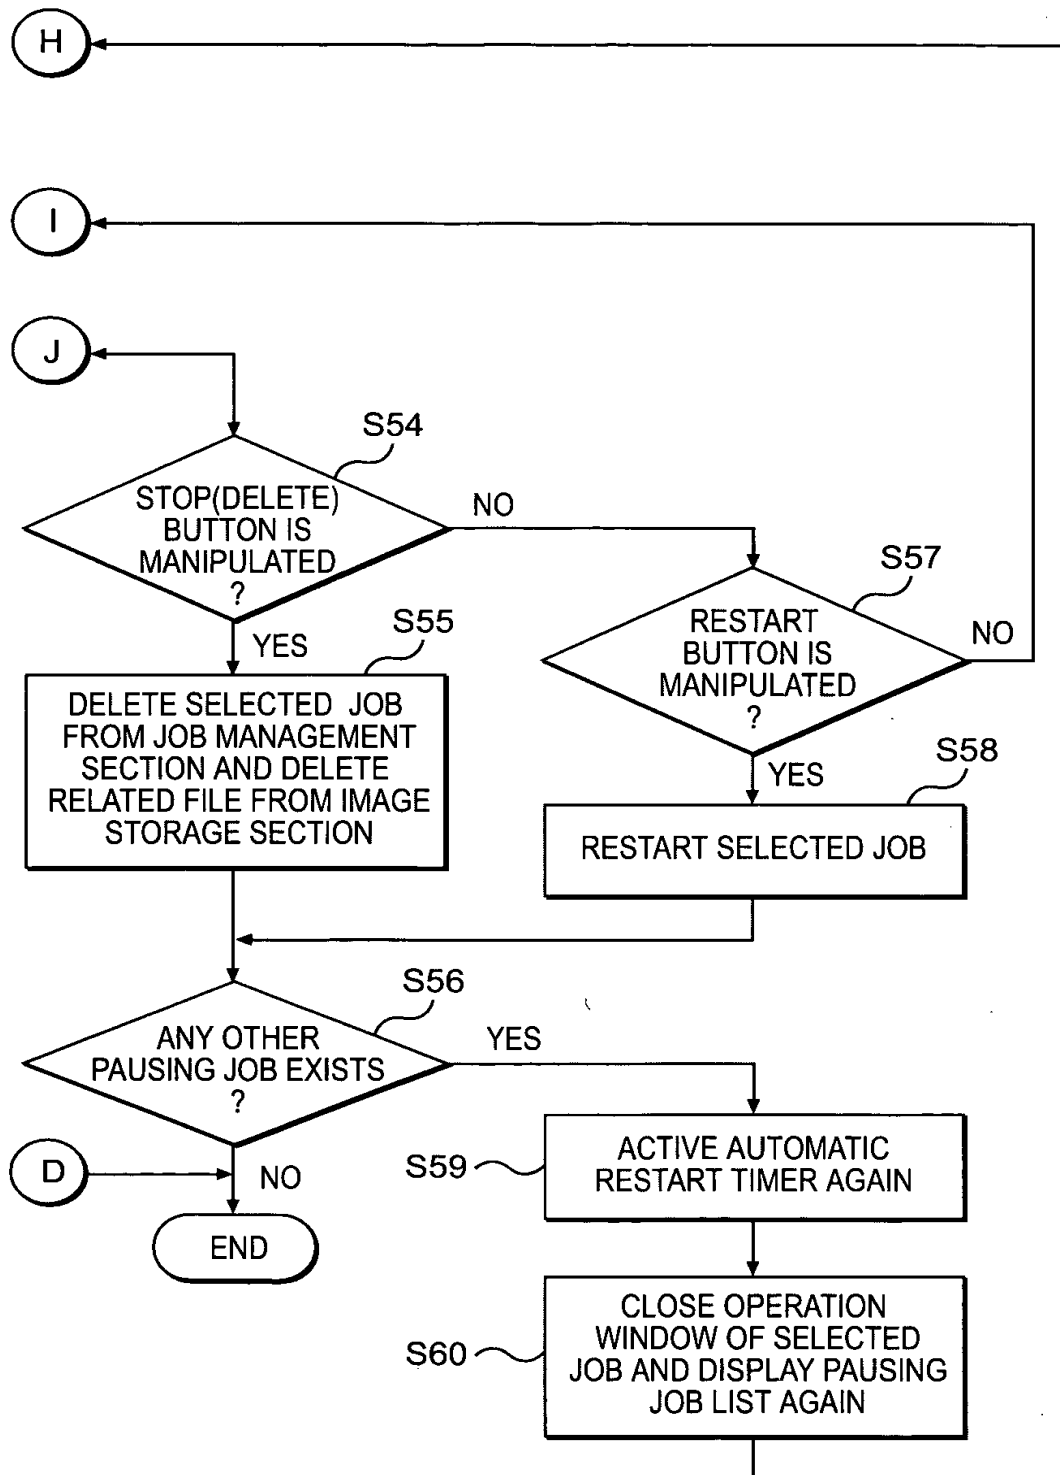 H
I
J
S54
STOP(DELETE)
BUTTON IS
MANIPULATED
?
NO
YES
S57
RESTART
BUTTON IS
MANIPULATED
?
NO
YES
S55
DELETE SELECTED JOB
FROM JOB MANAGEMENT
SECTION AND DELETE
RELATED FILE FROM IMAGE
STORAGE SECTION
S58
RESTART SELECTED JOB
S56
ANY OTHER
PAUSING JOB EXISTS
?
YES
D
NO
END
S59
ACTIVE AUTOMATIC
RESTART TIMER AGAIN
S60
CLOSE OPERATION
WINDOW OF SELECTED
JOB AND DISPLAY PAUSING
JOB LIST AGAIN